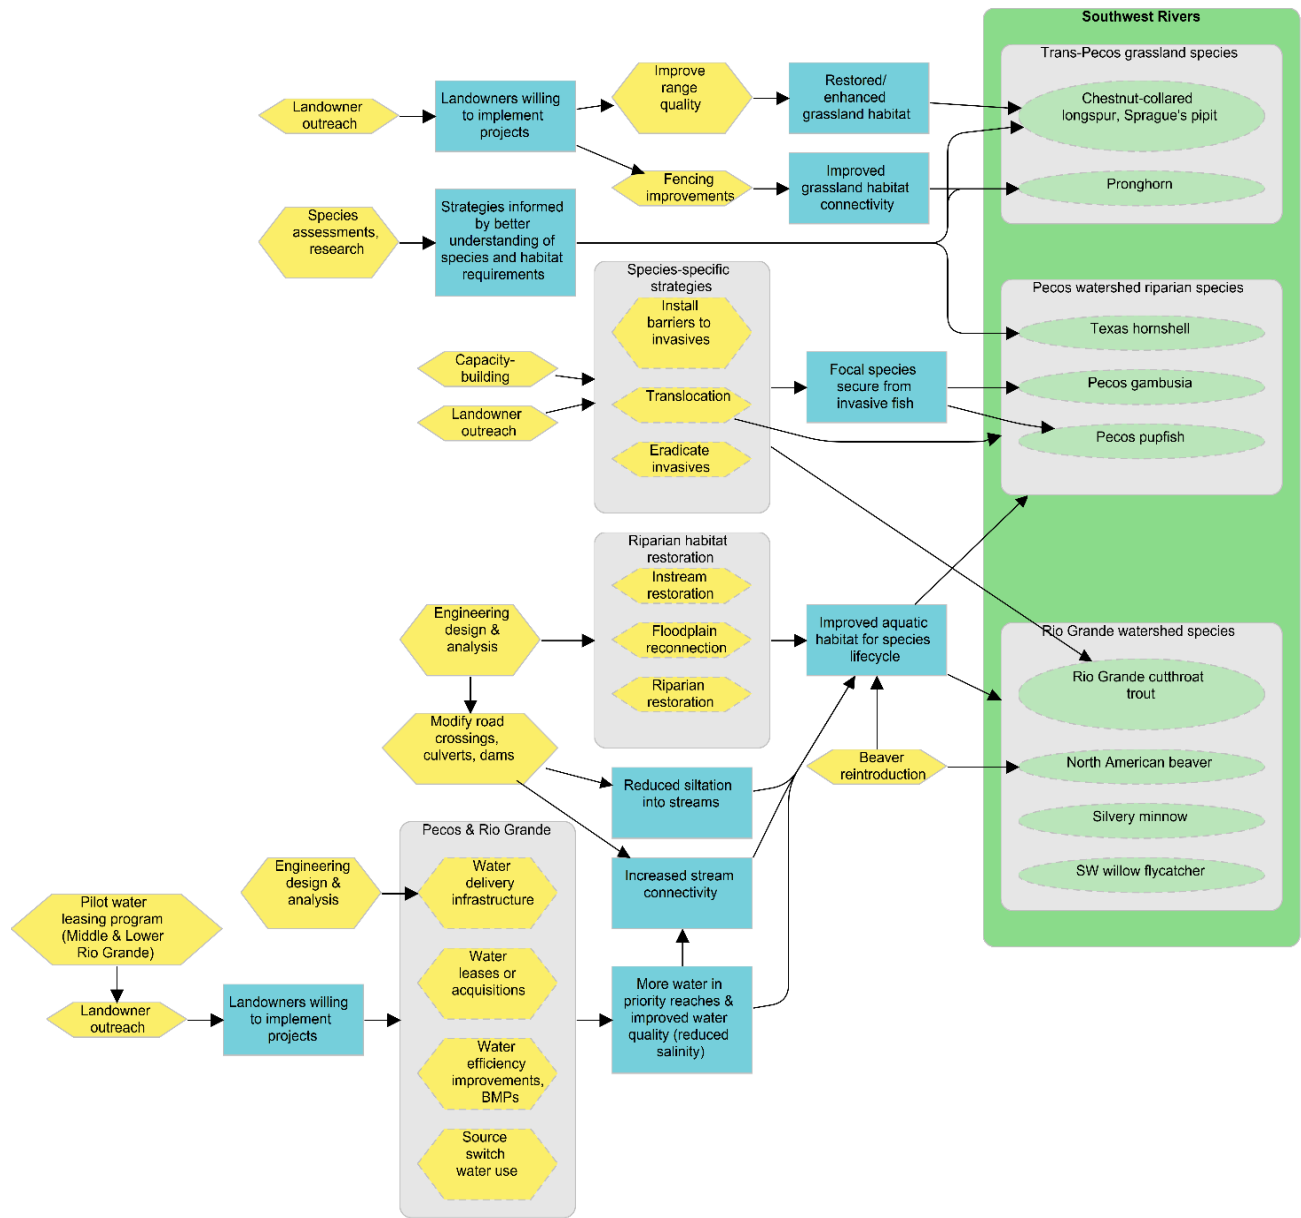 Southwest Rivers
Trans-Pecos grassland species
Chestnut-collared
longspur, Sprague's pipit
Pronghorn
Improve
range
quality
Restored/
enhanced
grassland habitat
Landowner
outreach
Landowners willing
to implement
projects
Fencing
improvements
Improved
grassland habitat
connectivity
Species
assessments,
research
Strategies informed
by better
understanding of
species and habitat
requirements
Species-specific
strategies
Install
barriers to
invasives
Translocation
Eradicate
invasives
Capacity-
building
Landowner
outreach
Focal species
secure from
invasive fish
Pecos watershed riparian species
Texas hornshell
Pecos gambusia
Pecos pupfish
Riparian habitat
restoration
Instream
restoration
Floodplain
reconnection
Riparian
restoration
Engineering
design &
analysis
Improved aquatic
habitat for species
lifecycle
Modify road
crossings,
culverts, dams
Beaver
reintroduction
Reduced siltation
into streams
Rio Grande watershed species
Rio Grande cutthroat
trout
North American beaver
Silvery minnow
SW willow flycatcher
Pecos & Rio Grande
Engineering
design &
analysis
Water
delivery
infrastructure
Increased stream
connectivity
Pilot water
leasing program
(Middle & Lower
Rio Grande)
Water
leases or
acquisitions
More water in
priority reaches &
improved water
quality (reduced
salinity)
Landowner
outreach
Landowners willing
to implement
projects
Water
efficiency
improvements,
BMPs
Source
switch
water use